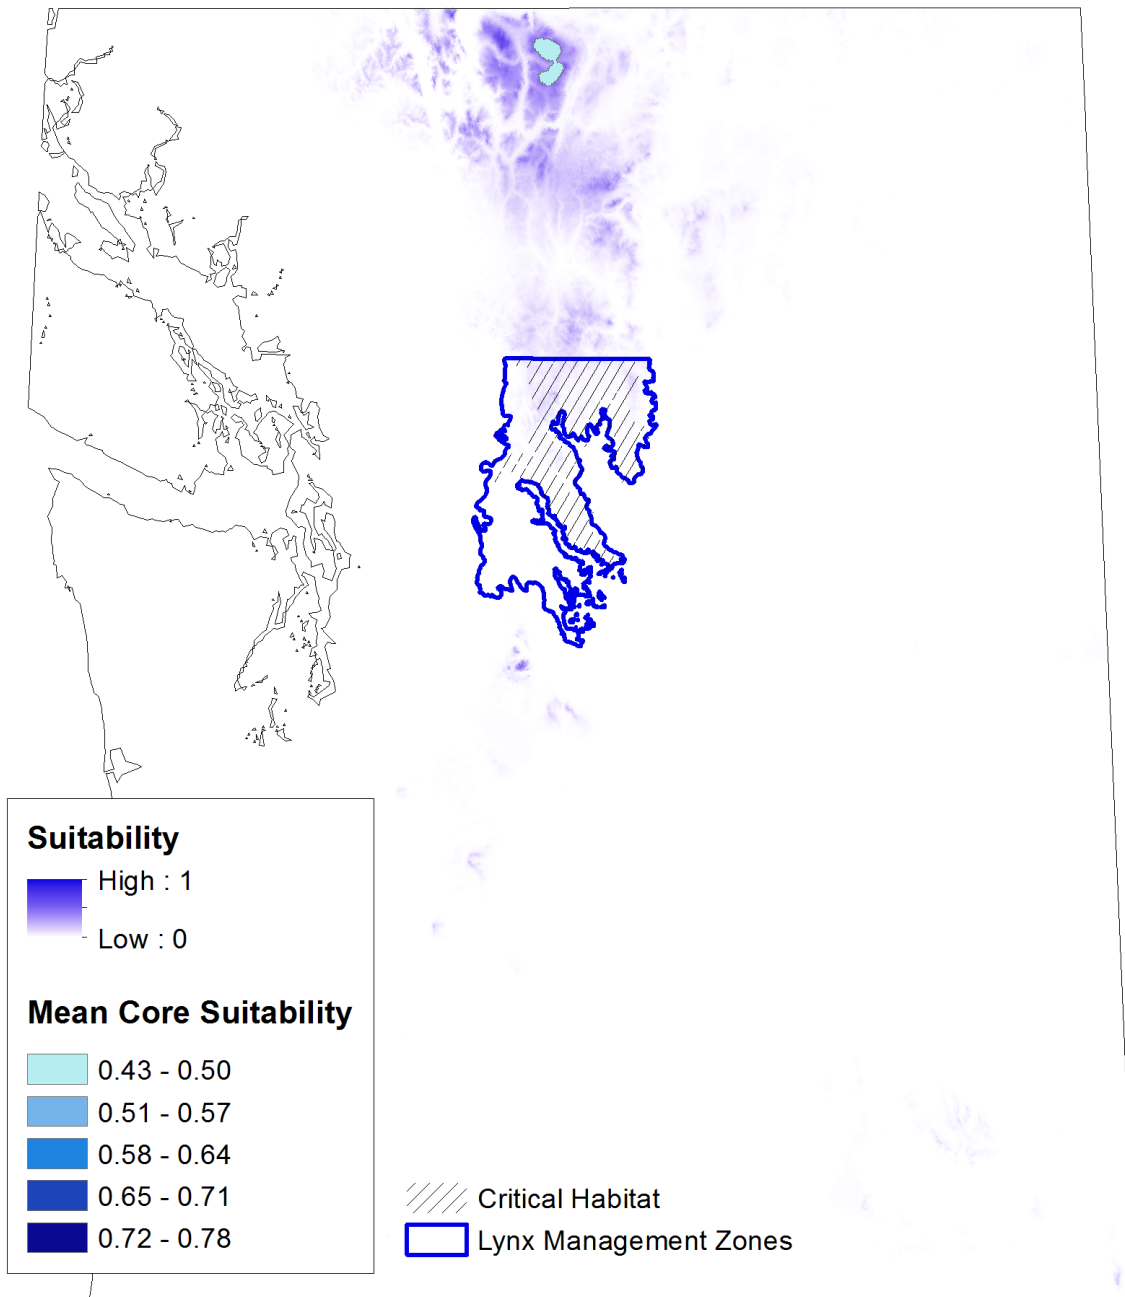 Suitability
High : 1
Low : 0
Mean Core Suitability
0.43 - 0.50
0.51 - 0.57
0.58 - 0.64
0.65 - 0.71
0.72 - 0.78
Critical Habitat
Lynx Management Zones